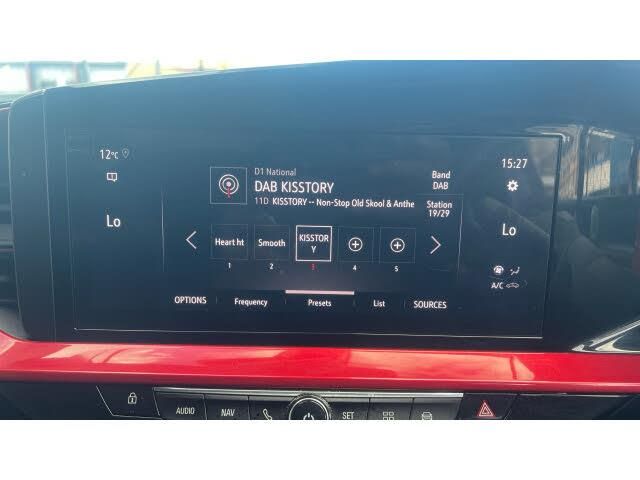 12°C
Lo
D1 National
DAB KISSTORY
11D KISSTORY -- Non-Stop Old Skool & Anthe
Band
DAB
Station
19/29
15:27
Lo
A/C
Heart ht
Smooth
KISSTOR
Y
1
2
3
4
5
OPTIONS
Frequency
Presets
List
SOURCES
AUDIO
NAV
SET